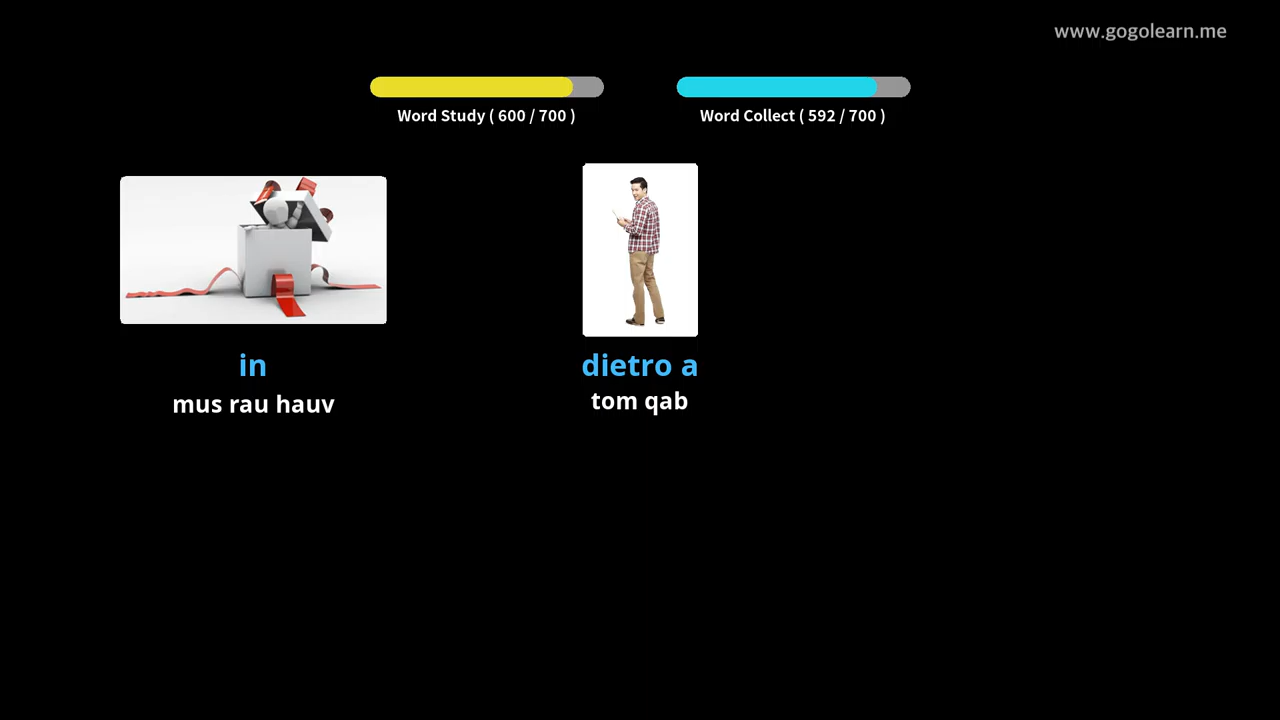 www.gogolearn.me
Word Study ( 600 / 700 )
Word Collect ( 592 / 700 )
in
mus rau hauv
dietro a
tom qab